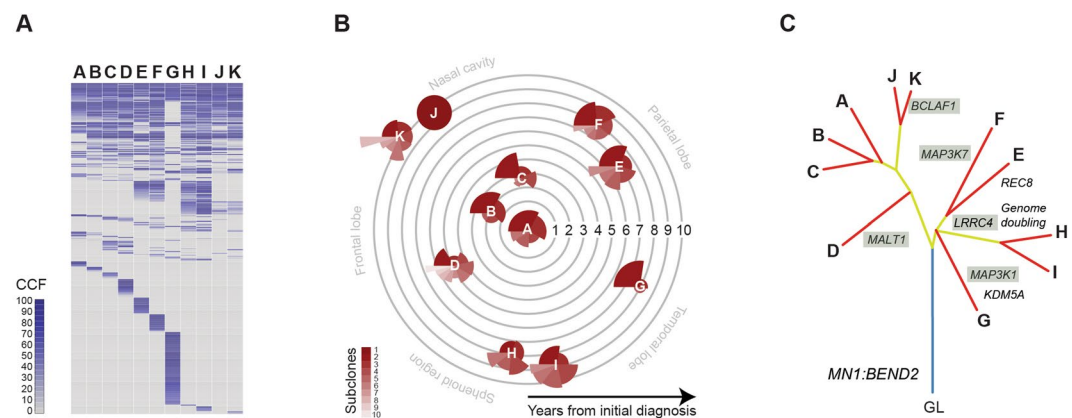 A
A B C D E F G H I J K
CCF
100
90
80
70
60
50
40
30
20
10
0
B
Nasal cavity
Parietal lobe
Temporal lobe
Sphenoid region
Frontal lobe
J
K
F
E
C
B
A
1 2 3 4 5 6 7 8 9 10
D
G
H
I
Subclones
1
2
3
4
5
6
7
8
9
10
Years from initial diagnosis
C
J
K
BCLAF1
A
F
B
MAP3K7
E
C
REC8
Genome
doubling
LRRC4
H
D
MALT1
MAP3K1
I
KDM5A
G
MN1:BEND2
GL